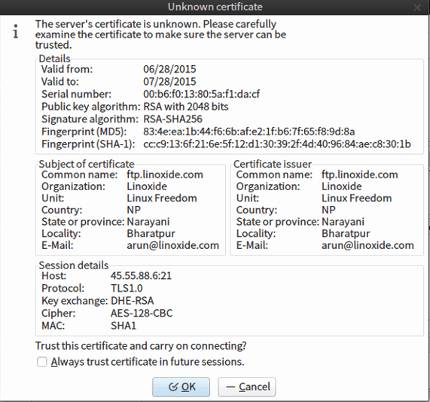 Unknown certificate
The server's certificate is unknown. Please carefully
examine the certificate to make sure the server can be
trusted.
Details
Valid from: 06/28/2015
Valid to: 07/28/2015
Serial number: 00:b6:f0:13:80:5a:f1:da:cf
Public key algorithm: RSA with 2048 bits
Signature algorithm: RSA-SHA256
Fingerprint (MD5): 83:4e:ea:1b:44:f6:6b:af:e2:1f:b6:7f:65:f8:9d:8a
Fingerprint (SHA-1): cc:c9:13:6f:21:6e:5f:12:d1:30:39:2f:4d:40:96:84:ae:c8:30:1b
Subject of certificate
Common name: ftp.linoxide.com
Organization: Linoxide
Unit: Linux Freedom
Country: NP
State or province: Narayani
Locality: Bharatpur
E-Mail: arun@linoxide.com
Certificate issuer
Common name: ftp.linoxide.com
Organization: Linoxide
Unit: Linux Freedom
Country: NP
State or province: Narayani
Locality: Bharatpur
E-Mail: arun@linoxide.com
Session details
Host: 45.55.88.6:21
Protocol: TLS1.0
Key exchange: DHE-RSA
Cipher: AES-128-CBC
MAC: SHA1
Trust this certificate and carry on connecting?
Always trust certificate in future sessions.
OK
Cancel